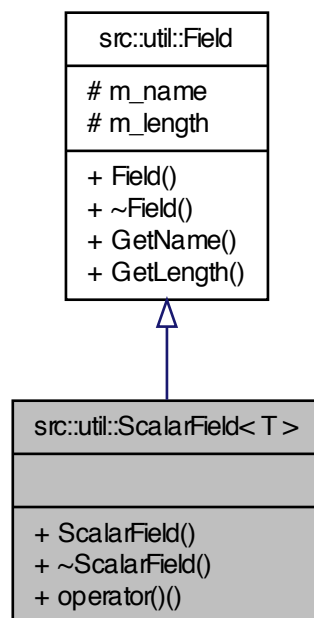 src::util::Field
# m_name
# m_length
+ Field()
+ ~Field()
+ GetName()
+ GetLength()
src::util::ScalarField< T >
+ ScalarField()
+ ~ScalarField()
+ operator()()